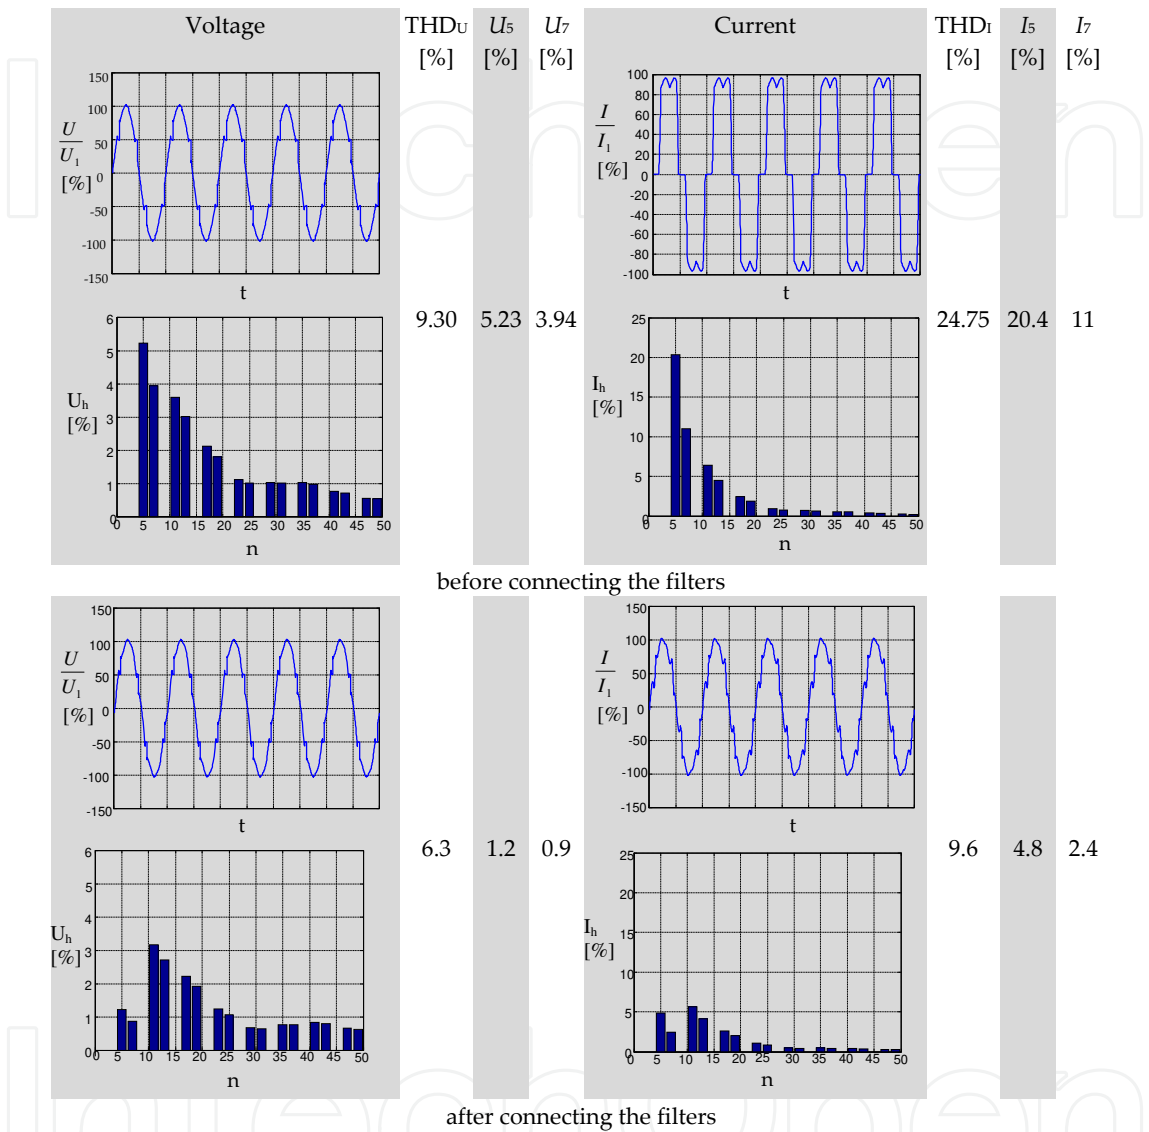 Voltage THDU U5 U7 Current THDI I5 I7
[%] [%] [%] [%] [%] [%]
150
100
50
0
-50
-100
-150
U
U1
[%]
t
100
80
60
40
20
0
-20
-40
-60
-80
-100
I
I1
[%]
t
9.30 5.23 3.94
24.75 20.4 11
6
5
4
3
2
1
0
Uh
[%]
5 10 15 20 25 30 35 40 45 50
n
25
20
15
10
5
0
Ih
[%]
5 10 15 20 25 30 35 40 45 50
n
before connecting the filters
150
100
50
0
-50
-100
-150
U
U1
[%]
t
150
100
50
0
-50
-100
-150
I
I1
[%]
t
6.3 1.2 0.9
9.6 4.8 2.4
6
5
4
3
2
1
0
Uh
[%]
0 5 10 15 20 25 30 35 40 45 50
n
25
20
15
10
5
0
Ih
[%]
0 5 10 15 20 25 30 35 40 45 50
n
after connecting the filters